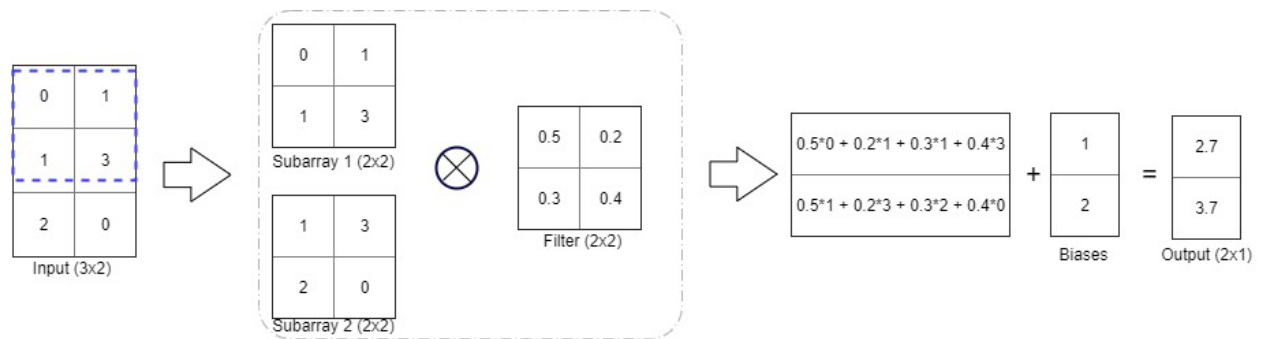 0 1
1 3
2 0
Input (3x2)
0 1
1 3
Subarray 1 (2x2)
1 3
2 0
Subarray 2 (2x2)
0.5 0.2
0.3 0.4
Filter (2x2)
0.5*0 + 0.2*1 + 0.3*1 + 0.4*3
0.5*1 + 0.2*3 + 0.3*2 + 0.4*0
+
1
2
Biases
=
2.7
3.7
Output (2x1)